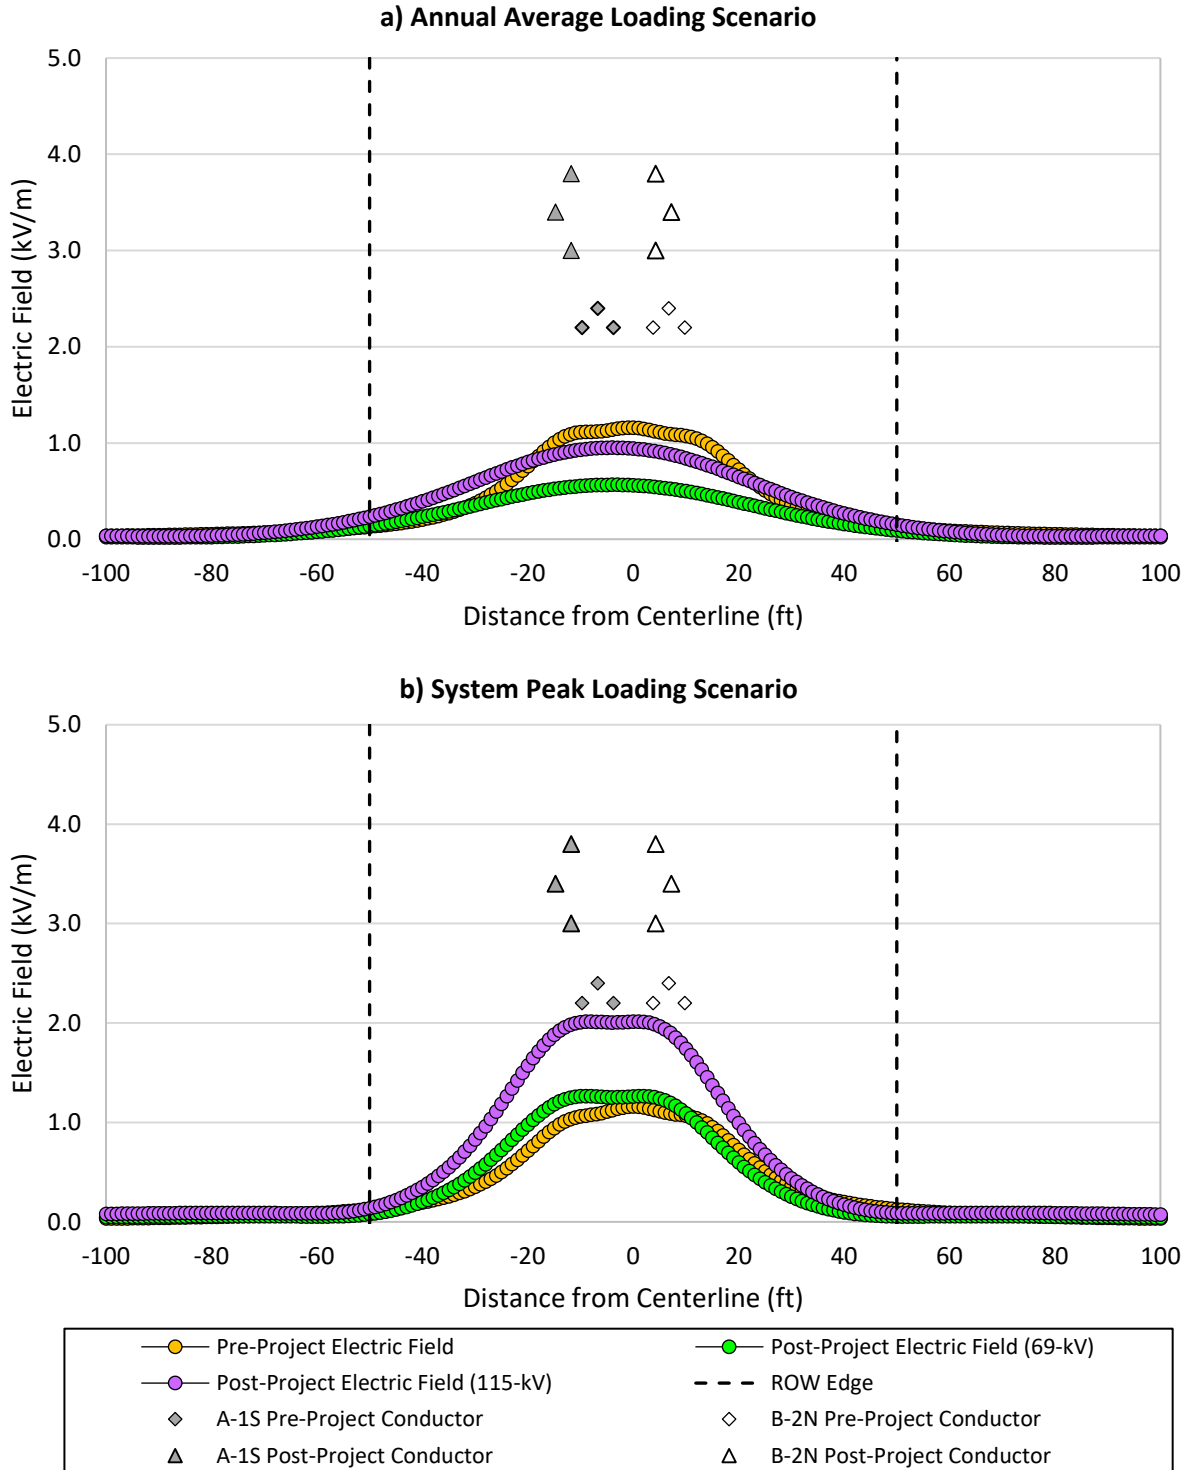 a) Annual Average Loading Scenario
5.0
4.0
3.0
2.0
1.0
0.0
Electric Field (kV/m)
-100 -80 -60 -40 -20 0 20 40 60 80 100
Distance from Centerline (ft)
b) System Peak Loading Scenario
5.0
4.0
3.0
2.0
1.0
0.0
Electric Field (kV/m)
-100 -80 -60 -40 -20 0 20 40 60 80 100
Distance from Centerline (ft)
Pre-Project Electric Field Post-Project Electric Field (69-kV)
Post-Project Electric Field (115-kV) ROW Edge
A-1S Pre-Project Conductor B-2N Pre-Project Conductor
A-1S Post-Project Conductor B-2N Post-Project Conductor